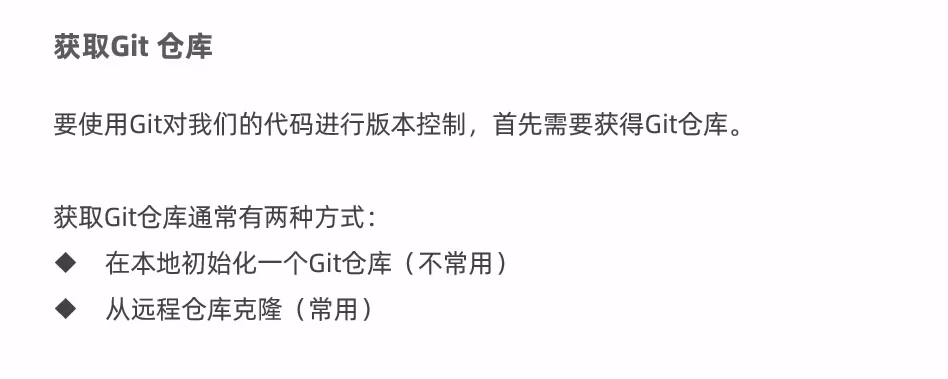 获取Git 仓库
要使用Git对我们的代码进行版本控制，首先需要获得Git仓库。
获取Git仓库通常有两种方式：
◆ 在本地初始化一个Git仓库（不常用）
◆ 从远程仓库克隆（常用）